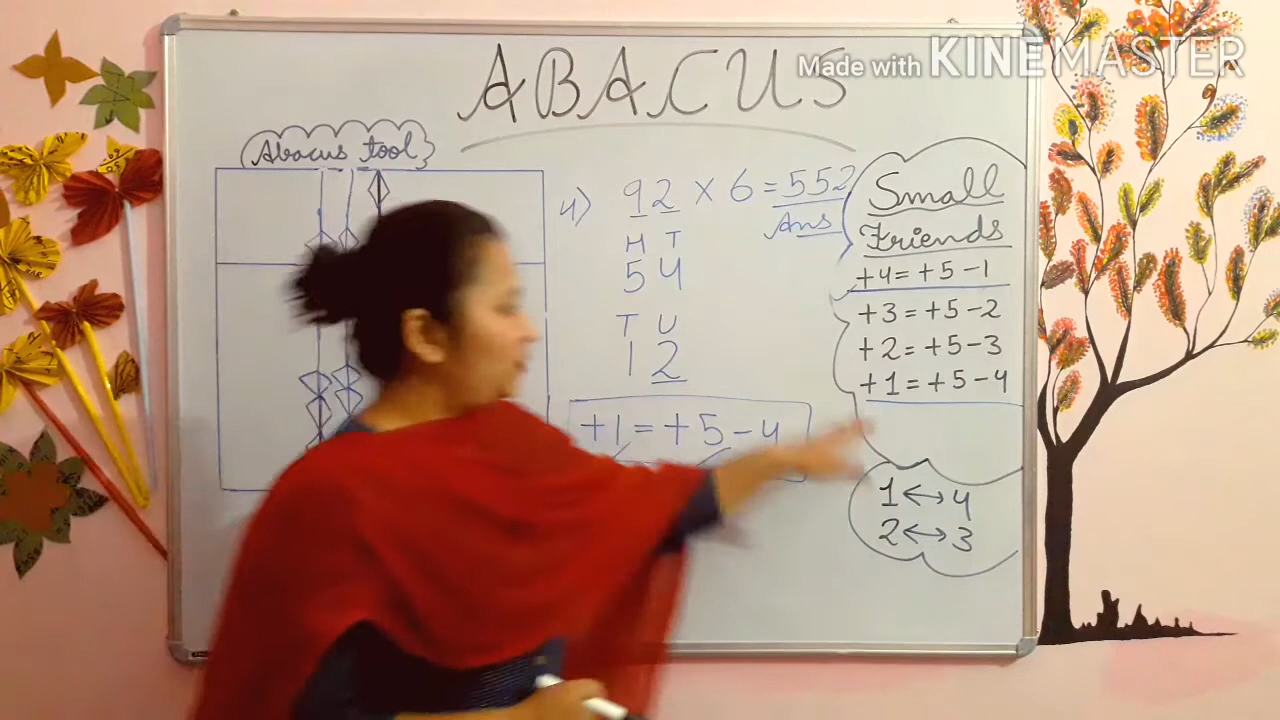 Made with KINEMASTER
ABACUS
Abacus tool
4) 92 x 6 = 552
Ans
H T
5 4
T U
1 2
+1 = +5 - 4
Small
Friends
+4 = +5 - 1
+3 = +5 - 2
+2 = +5 - 3
+1 = +5 - 4
1 ↔ 4
2 ↔ 3